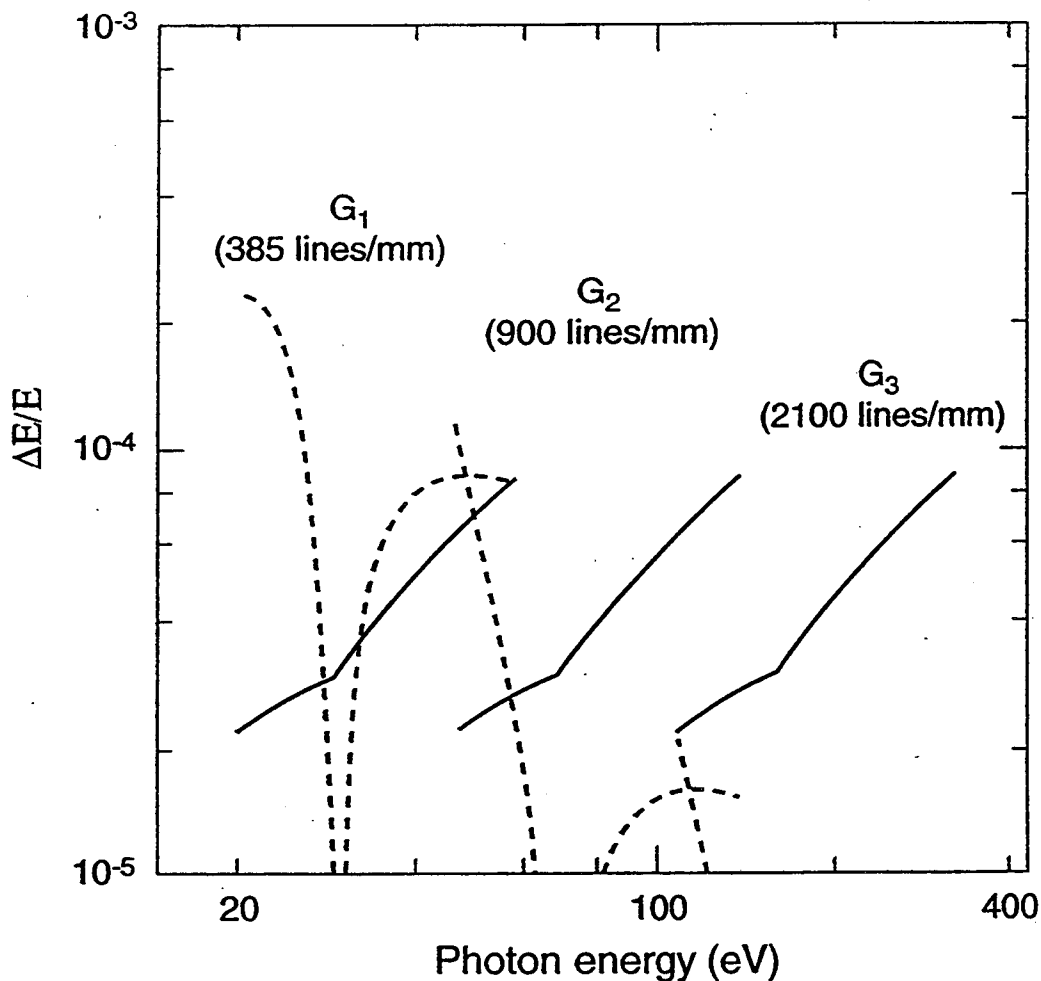 10⁻³
G₁
(385 lines/mm)
G₂
(900 lines/mm)
G₃
(2100 lines/mm)
ΔE/E
10⁻⁴
10⁻⁵
20
100
400
Photon energy (eV)